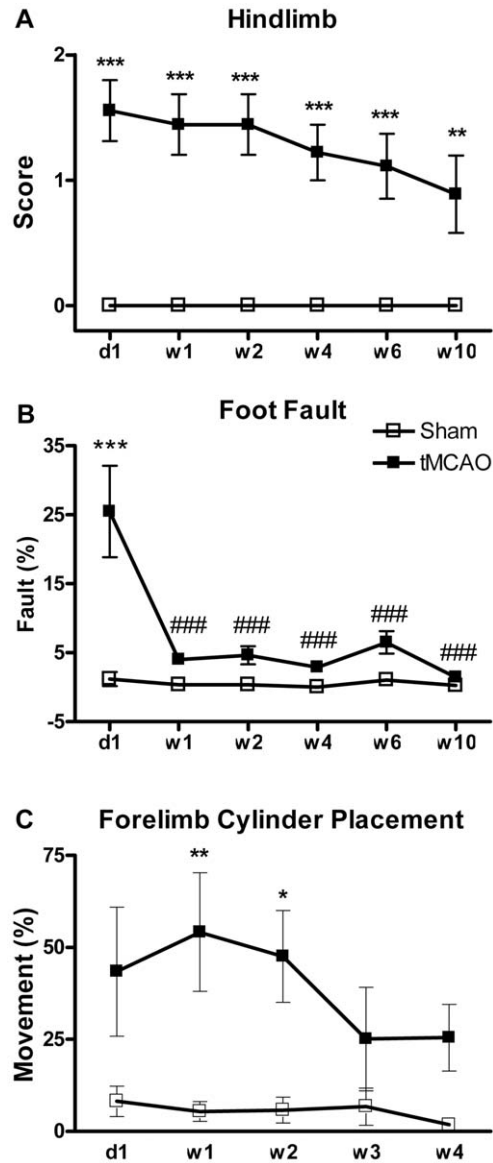 A Hindlimb
*** *** *** *** *** **
2
1
0
Score
d1 w1 w2 w4 w6 w10
B Foot Fault
Sham
tMCAO
***
### ### ### ### ###
35
25
15
5
-5
Fault (%)
d1 w1 w2 w4 w6 w10
C Forelimb Cylinder Placement
** *
75
50
25
0
Movement (%)
d1 w1 w2 w3 w4